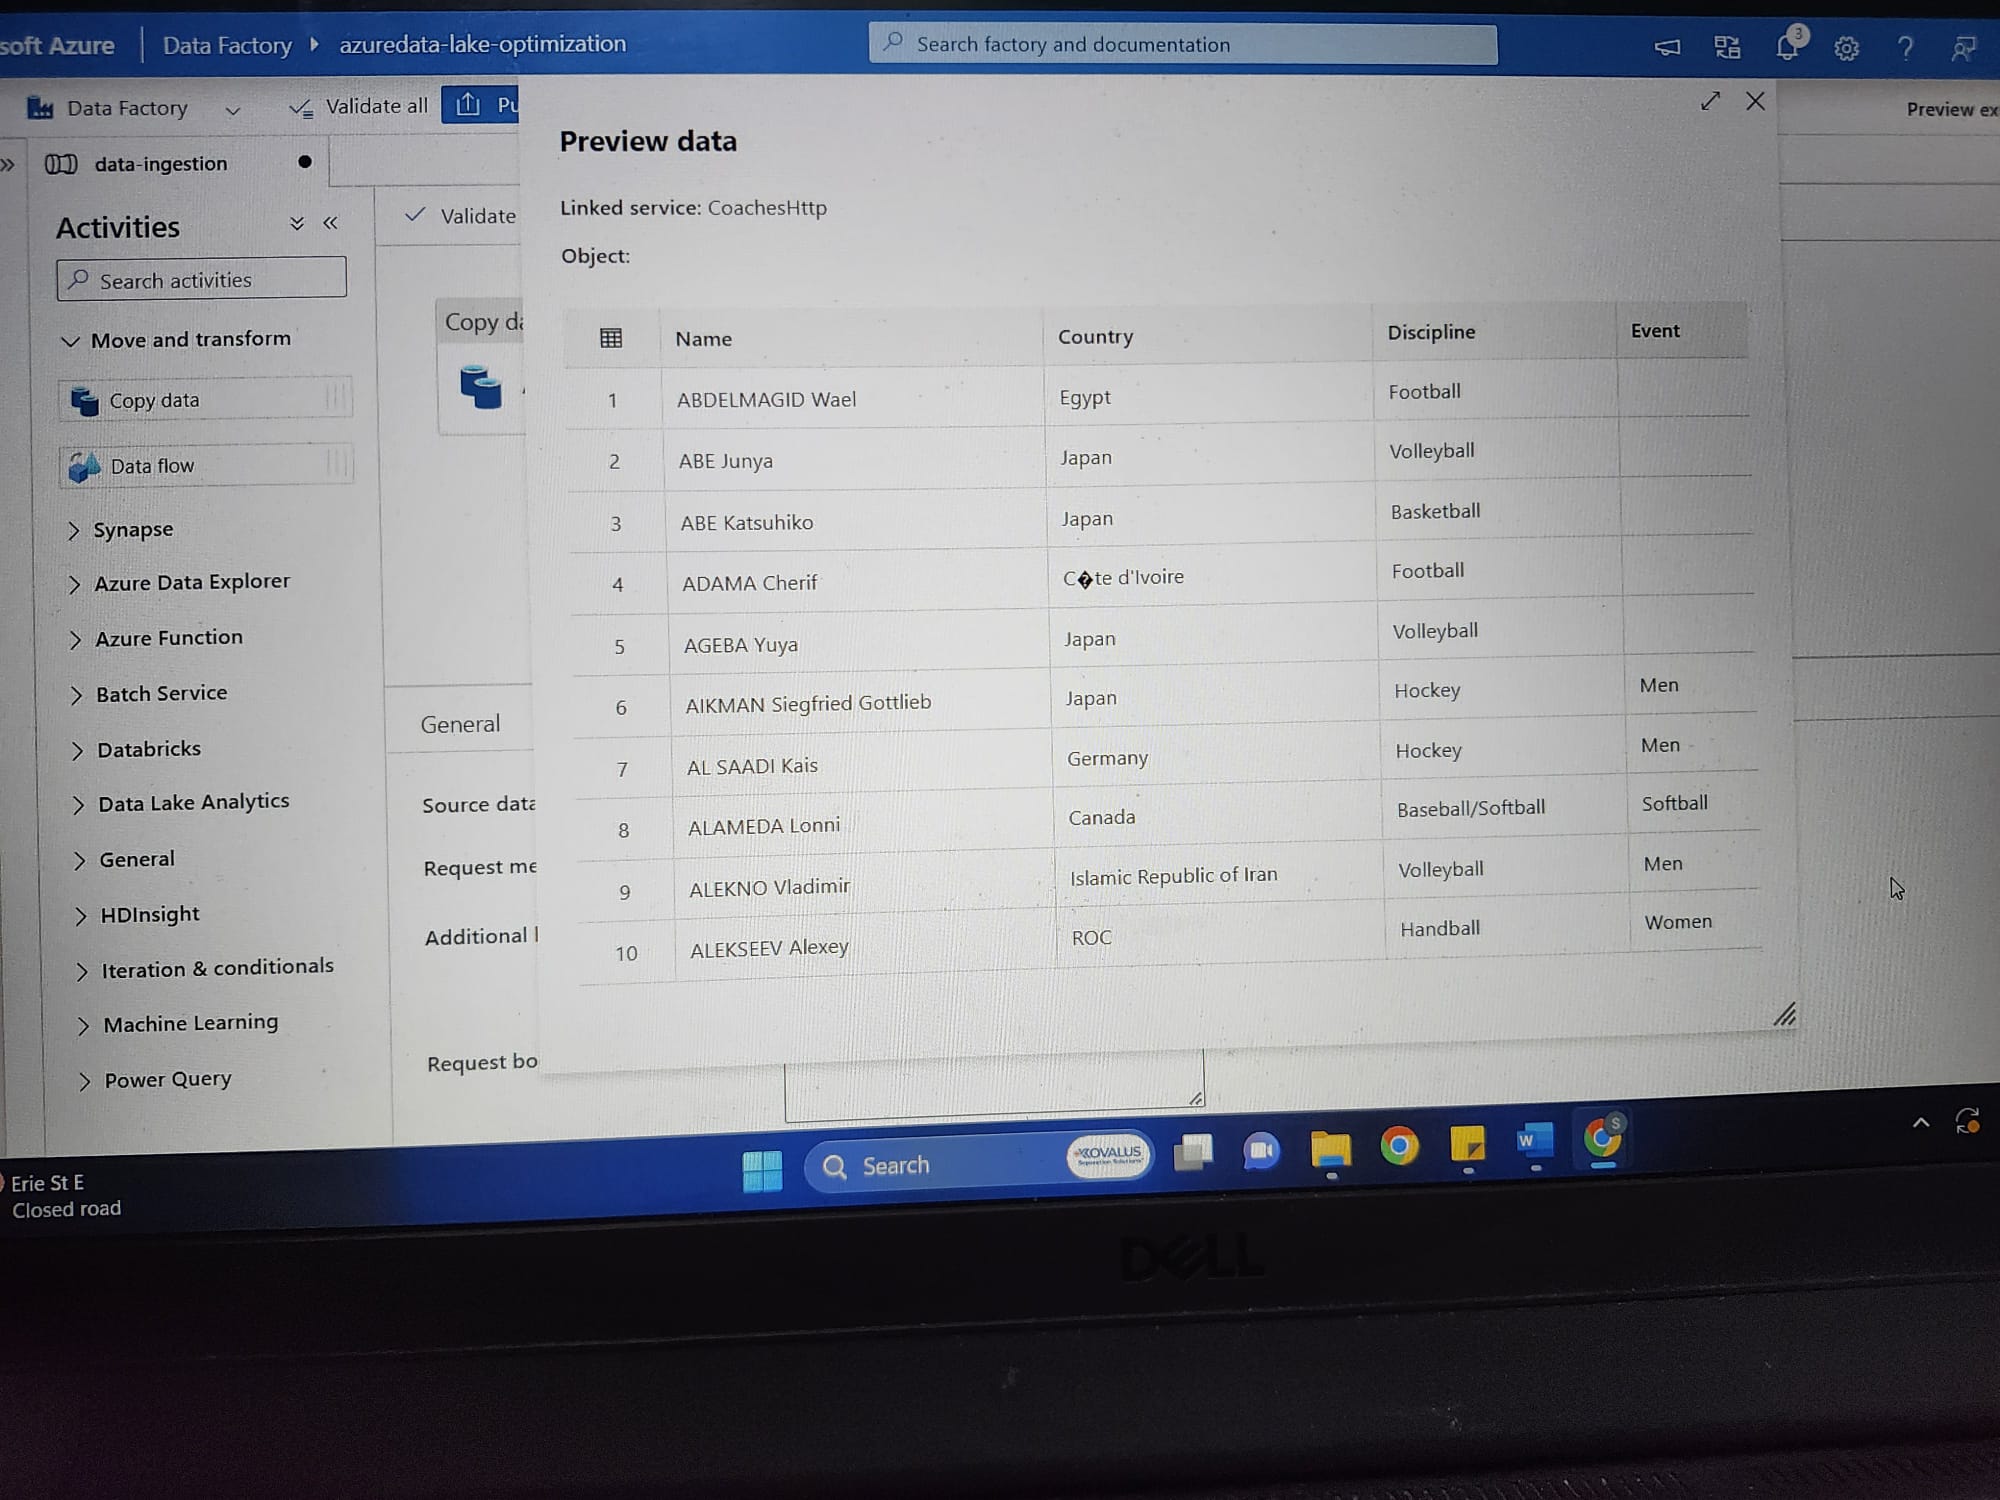 soft Azure
Data Factory
azuredata-lake-optimization
Search factory and documentation
3
Data Factory
Validate all
Pu
Preview ex
data-ingestion
Activities
Search activities
Move and transform
Copy data
Data flow
Synapse
Azure Data Explorer
Azure Function
Batch Service
Databricks
Data Lake Analytics
General
HDInsight
Iteration & conditionals
Machine Learning
Power Query
Validate
Copy da
General
Source data
Request me
Additional
Request bo
Preview data
Linked service: CoachesHttp
Object:
Name Country Discipline Event
1 ABDELMAGID Wael Egypt Football
2 ABE Junya Japan Volleyball
3 ABE Katsuhiko Japan Basketball
4 ADAMA Cherif C�te d'Ivoire Football
5 AGEBA Yuya Japan Volleyball
6 AIKMAN Siegfried Gottlieb Japan Hockey Men
7 AL SAADI Kais Germany Hockey Men
8 ALAMEDA Lonni Canada Baseball/Softball Softball
9 ALEKNO Vladimir Islamic Republic of Iran Volleyball Men
10 ALEKSEEV Alexey ROC Handball Women
Erie St E
Closed road
Search
KOVALUS
Separation Solutions
W
S
DELL